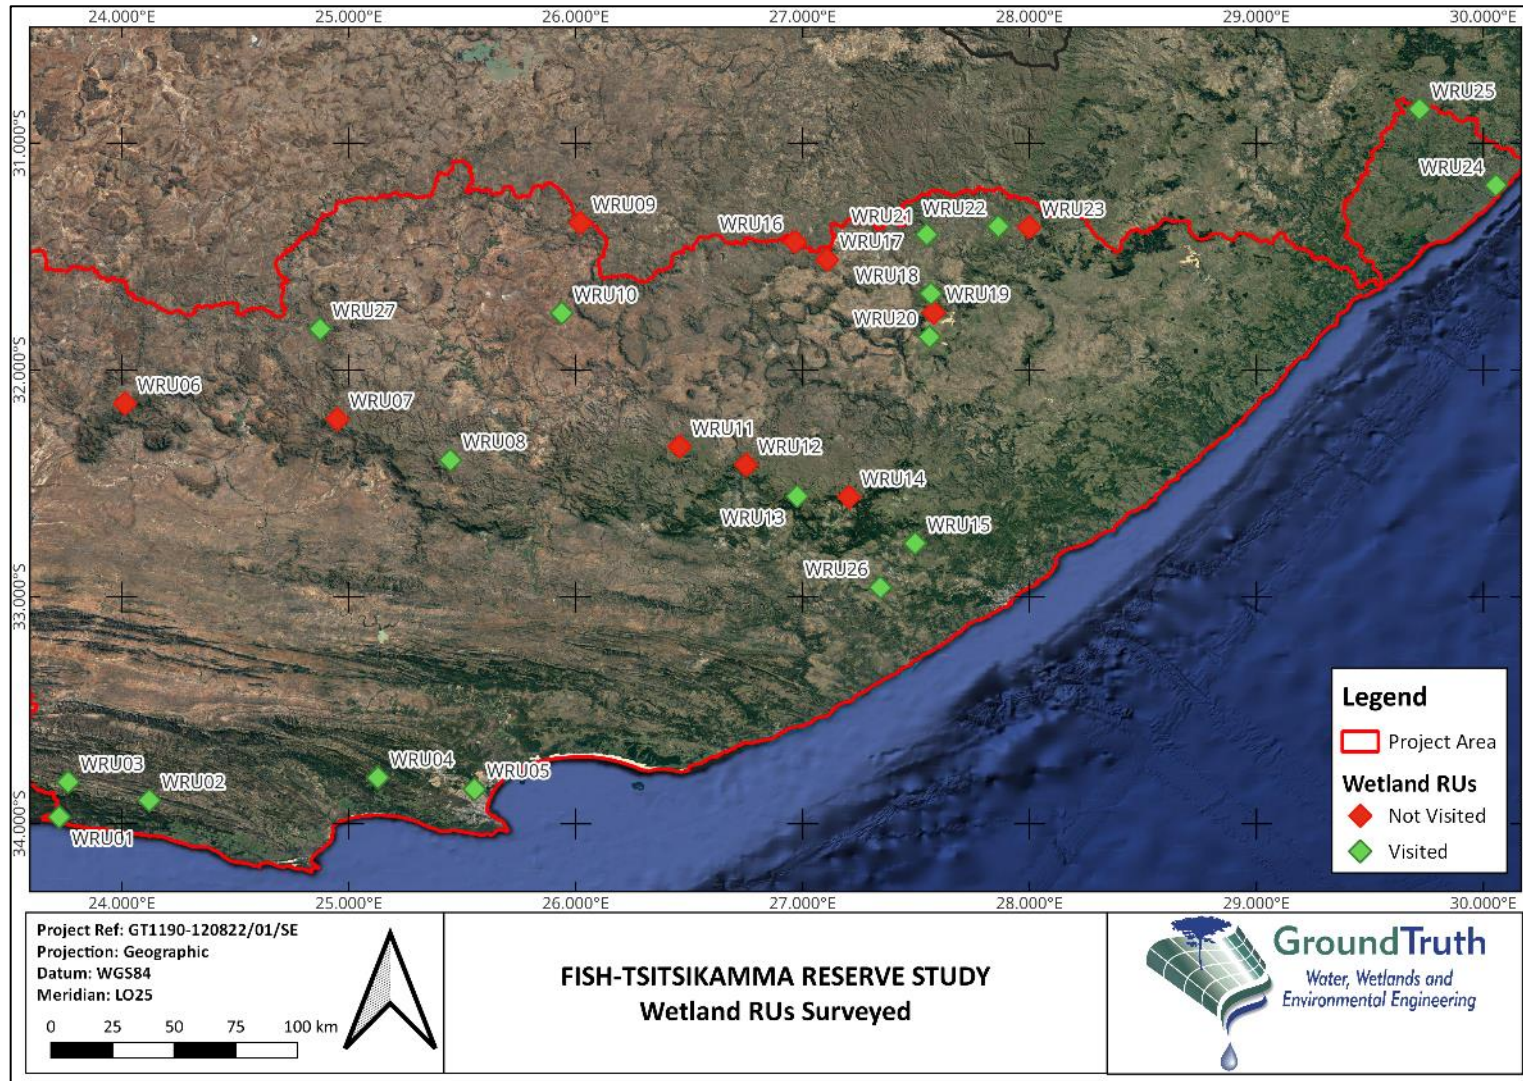 24.000°E 25.000°E 26.000°E 27.000°E 28.000°E 29.000°E 30.000°E
31.000°S
32.000°S
33.000°S
34.000°S
WRU25
WRU24
WRU09
WRU16
WRU21
WRU22
WRU23
WRU17
WRU18
WRU10
WRU19
WRU27
WRU20
WRU06
WRU07
WRU08
WRU11
WRU12
WRU14
WRU13
WRU15
WRU26
WRU03
WRU02
WRU04
WRU05
WRU01
Legend
Project Area
Wetland RUs
Not Visited
Visited
24.000°E 25.000°E 26.000°E 27.000°E 28.000°E 29.000°E 30.000°E
Project Ref: GT1190-120822/01/SE
Projection: Geographic
Datum: WGS84
Meridian: LO25
0 25 50 75 100 km
FISH-TSITSIKAMMA RESERVE STUDY
Wetland RUs Surveyed
GroundTruth
Water, Wetlands and
Environmental Engineering